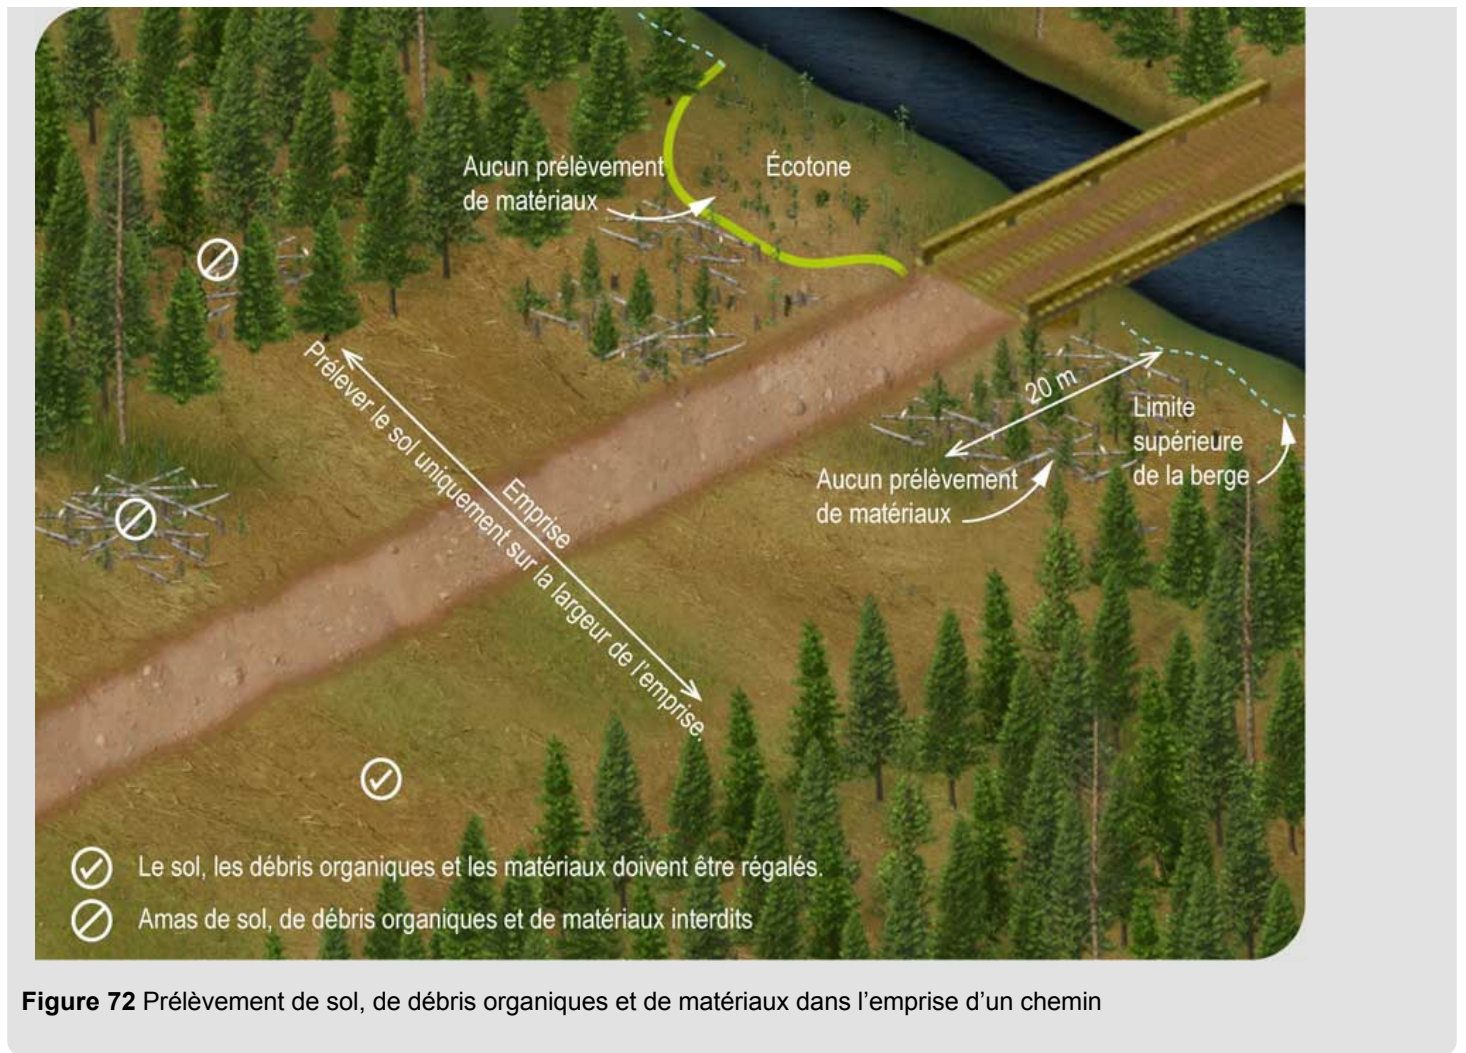 Aucun prélèvement
de matériaux
Écotone
Prélever le sol uniquement sur la largeur de l'emprise.
Emprise
20 m
Limite
supérieure
de la berge
Aucun prélèvement
de matériaux
Le sol, les débris organiques et les matériaux doivent être régalés.
Amas de sol, de débris organiques et de matériaux interdits
Figure 72 Prélèvement de sol, de débris organiques et de matériaux dans l'emprise d'un chemin